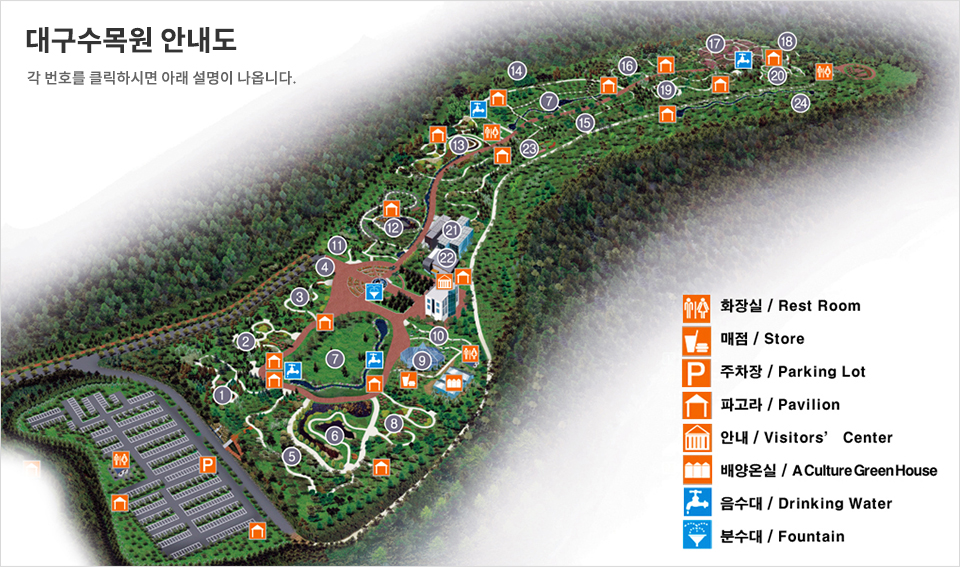 대구수목원 안내도
각 번호를 클릭하시면 아래 설명이 나옵니다.
17
18
14
16
20
19
7
24
15
13
23
12
21
11
22
4
3
10
2
7
9
1
8
6
5
P
화장실 / Rest Room
매점 / Store
P
주차장 / Parking Lot
파고라 / Pavilion
안내 / Visitors’ Center
배양온실 / A Culture Green House
음수대 / Drinking Water
분수대 / Fountain